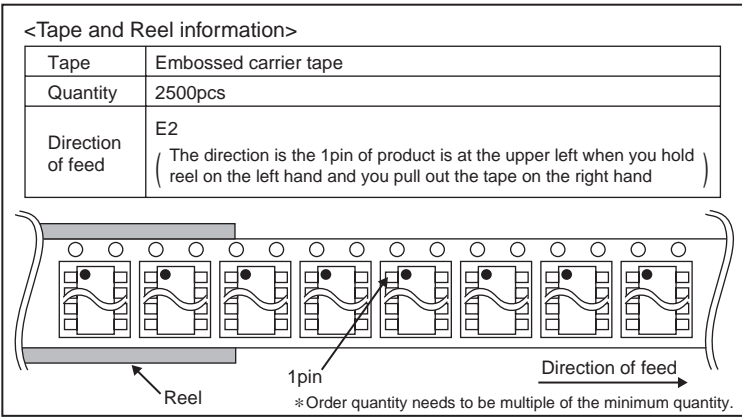 <Tape and Reel information>
Tape Embossed carrier tape
Quantity 2500pcs
Direction of feed
E2
( The direction is the 1pin of product is at the upper left when you hold
reel on the left hand and you pull out the tape on the right hand )
Reel
1pin
Direction of feed
*Order quantity needs to be multiple of the minimum quantity.